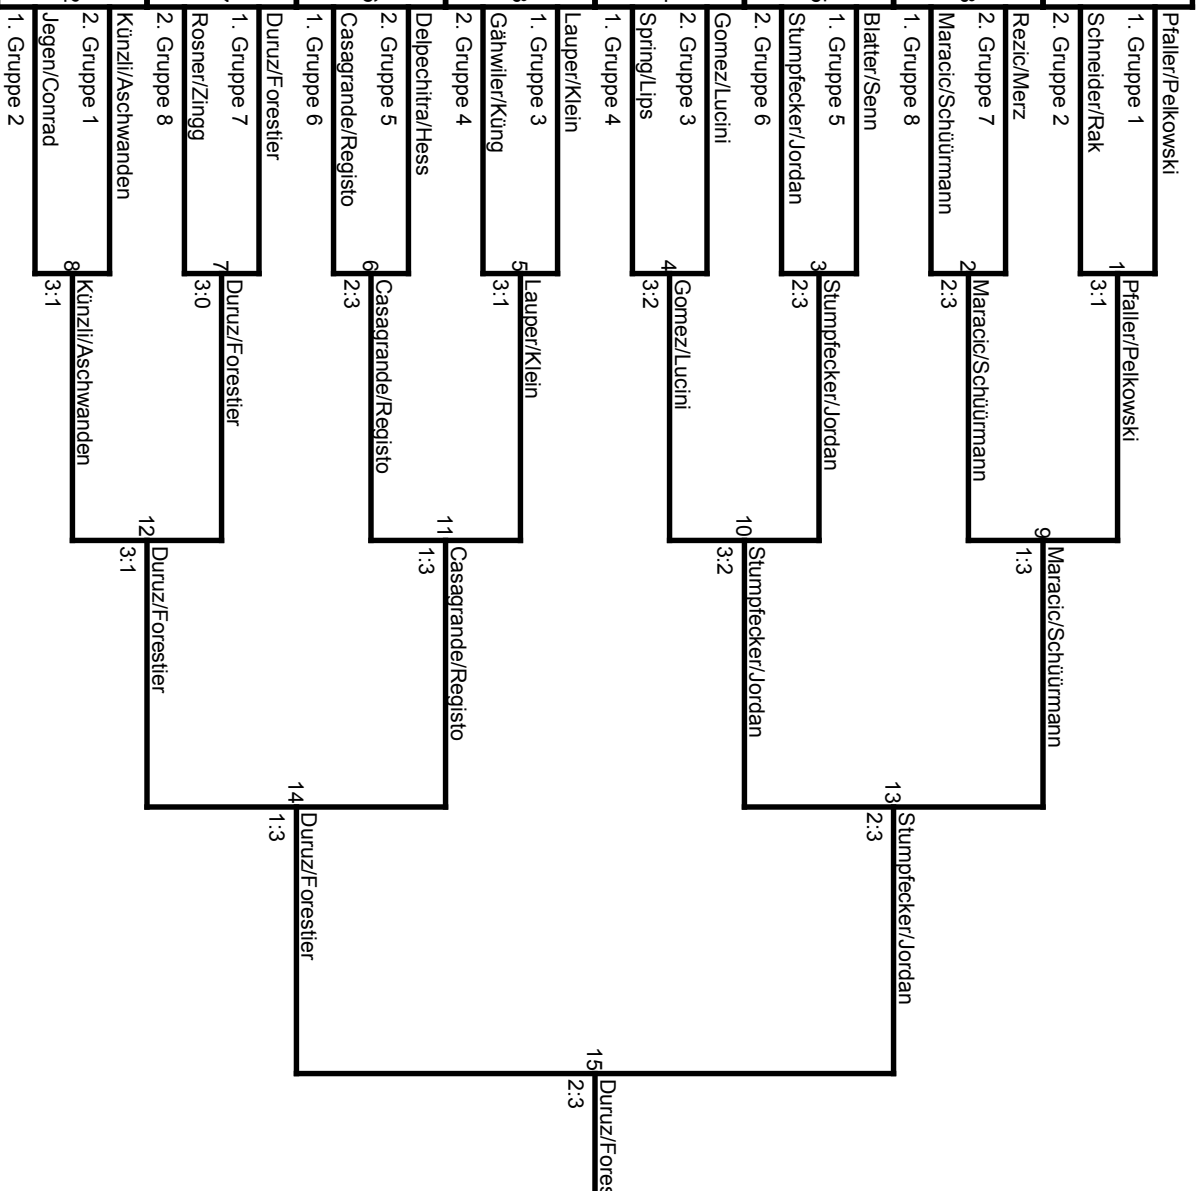 Pfaller/Pelkowski
1. Gruppe 1
Schneider/Rak
2. Gruppe 2
Rezic/Merz
2. Gruppe 7
Maracic/Schüürmann
1. Gruppe 8
Blatter/Senn
1. Gruppe 5
Stumpfecker/Jordan
2. Gruppe 6
Gomez/Lucini
2. Gruppe 3
Spring/Lips
1. Gruppe 4
Lauper/Klein
1. Gruppe 3
Gähwiler/Küng
2. Gruppe 4
Delpechitra/Hess
2. Gruppe 5
Casagrande/Registo
1. Gruppe 6
Duruz/Forestier
1. Gruppe 7
Rosner/Zingg
2. Gruppe 8
Künzli/Aschwanden
2. Gruppe 1
Jegen/Conrad
1. Gruppe 2
1 Pfaller/Pelkowski
3:1
2 Maracic/Schüürmann
2:3
3 Stumpfecker/Jordan
2:3
4 Gomez/Lucini
3:2
5 Lauper/Klein
3:1
6 Casagrande/Registo
2:3
7 Duruz/Forestier
3:0
8 Künzli/Aschwanden
3:1
9 Maracic/Schüürmann
1:3
10 Stumpfecker/Jordan
3:2
11 Casagrande/Registo
1:3
12 Duruz/Forestier
3:1
13 Stumpfecker/Jordan
2:3
14 Duruz/Forestier
1:3
15 Duruz/Fores
2:3